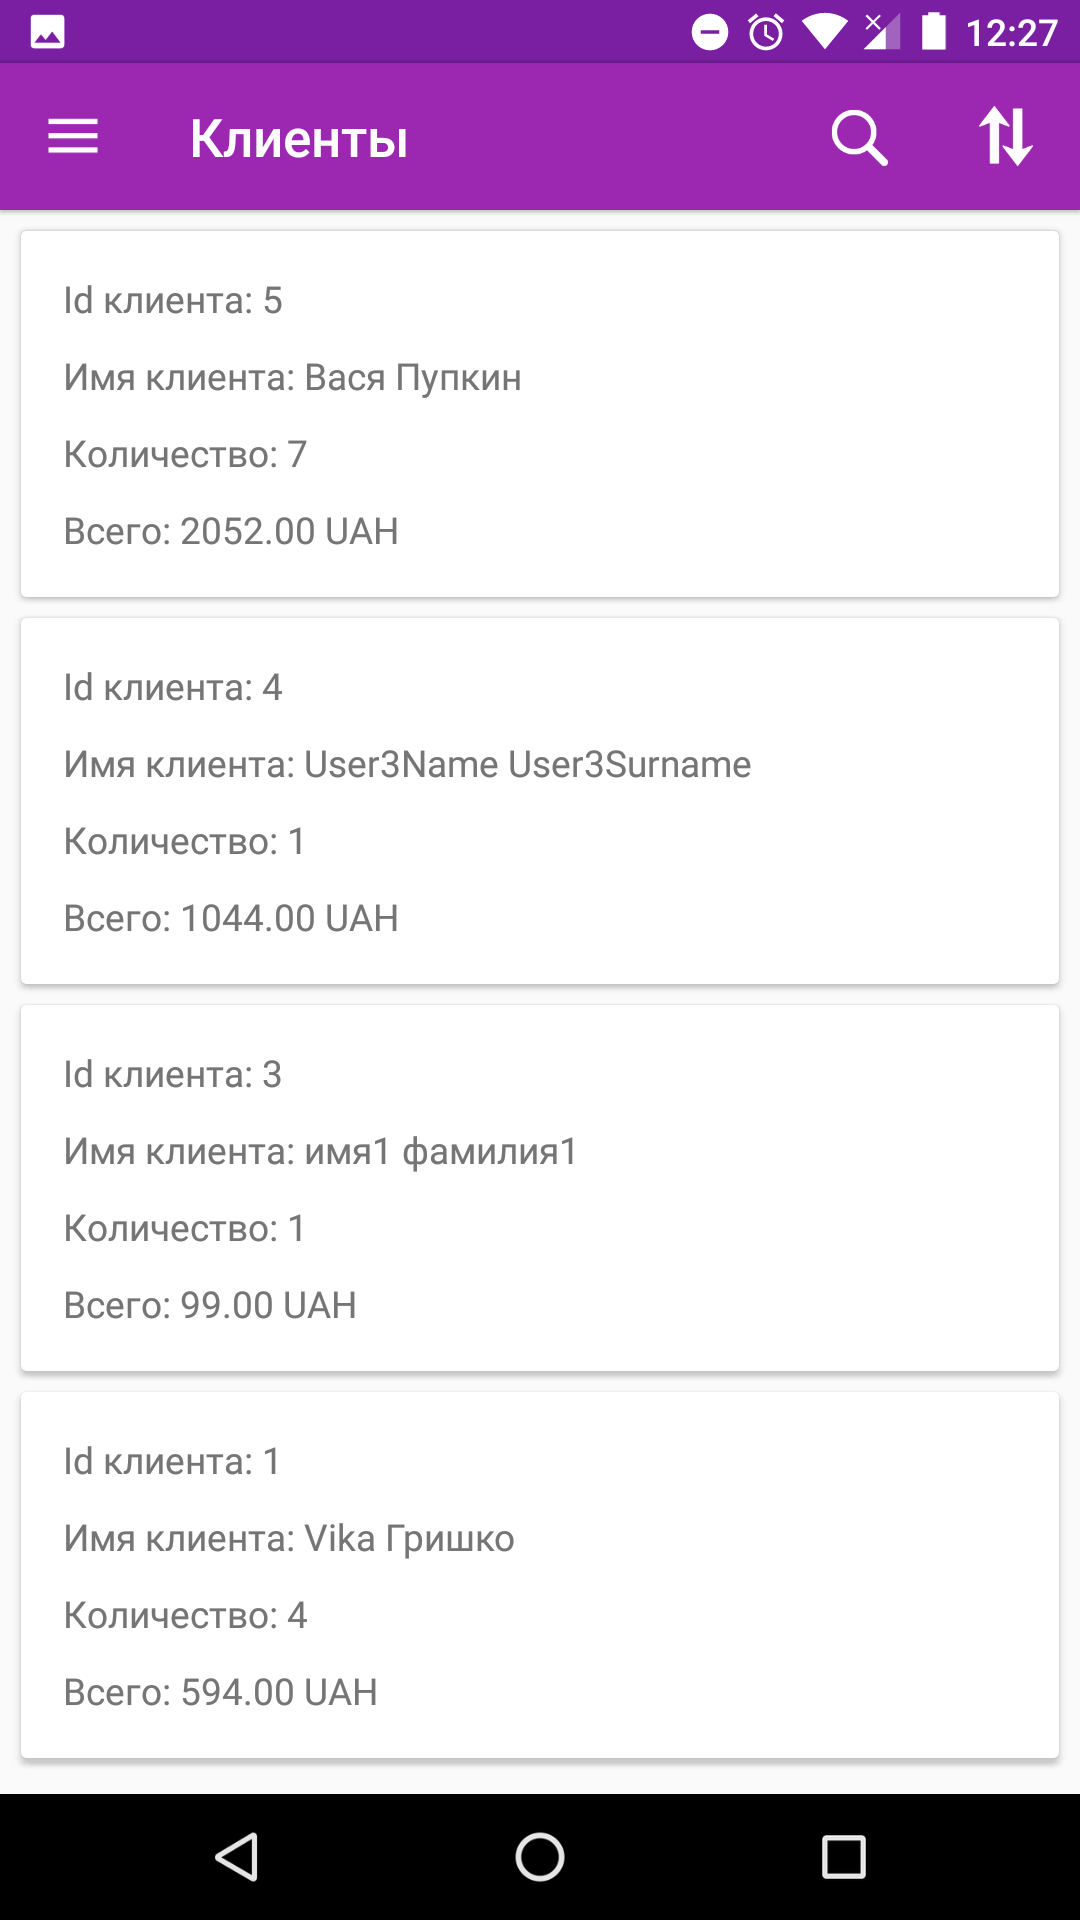 12:27
Клиенты
Id клиента: 5
Имя клиента: Вася Пупкин
Количество: 7
Всего: 2052.00 UAH
Id клиента: 4
Имя клиента: User3Name User3Surname
Количество: 1
Всего: 1044.00 UAH
Id клиента: 3
Имя клиента: имя1 фамилия1
Количество: 1
Всего: 99.00 UAH
Id клиента: 1
Имя клиента: Vika Гришко
Количество: 4
Всего: 594.00 UAH